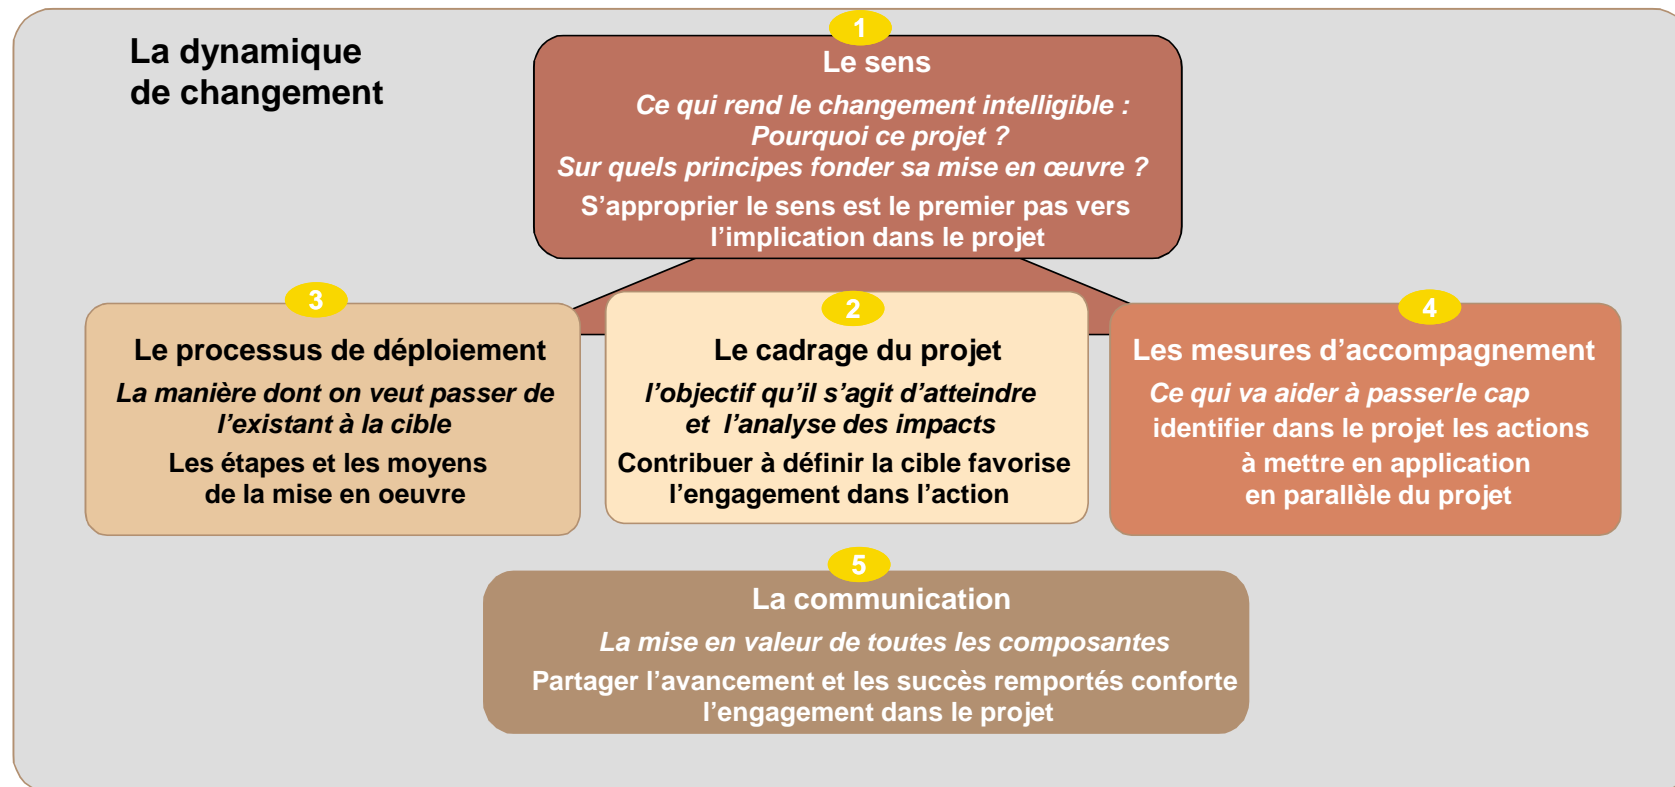 La dynamique
de changement
1
Le sens
Ce qui rend le changement intelligible :
Pourquoi ce projet ?
Sur quels principes fonder sa mise en œuvre ?
S’approprier le sens est le premier pas vers
l’implication dans le projet
3
Le processus de déploiement
La manière dont on veut passer de
l’existant à la cible
Les étapes et les moyens
de la mise en oeuvre
2
Le cadrage du projet
l’objectif qu’il s’agit d’atteindre
et l’analyse des impacts
Contribuer à définir la cible favorise
l’engagement dans l’action
4
Les mesures d’accompagnement
Ce qui va aider à passer le cap
identifier dans le projet les actions
à mettre en application
en parallèle du projet
5
La communication
La mise en valeur de toutes les composantes
Partager l’avancement et les succès remportés conforte
l’engagement dans le projet